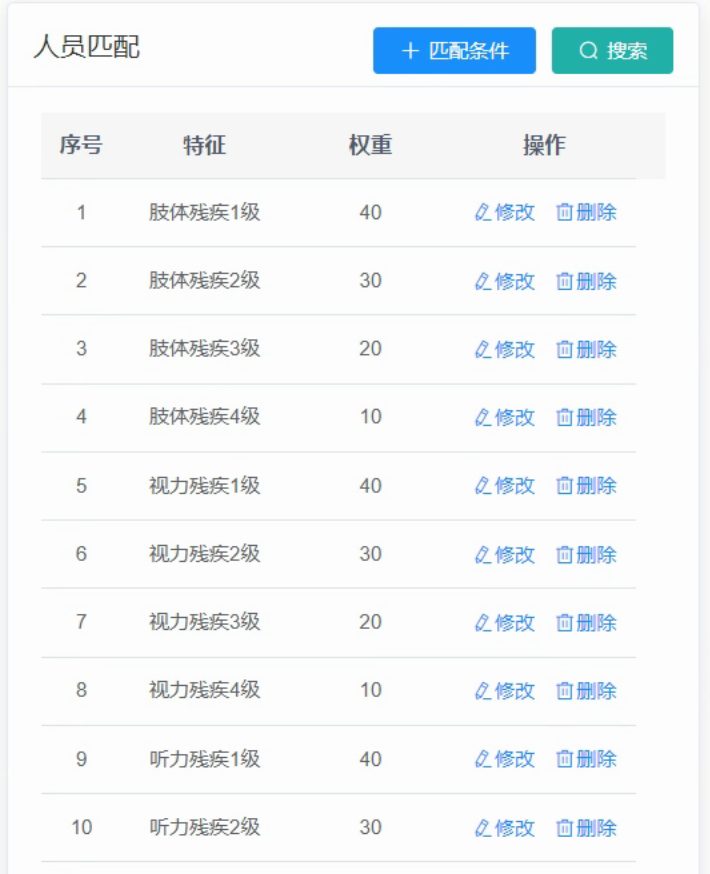 人员匹配 匹配条件 搜索
序号 特征 权重 操作
1 肢体残疾1级 40 修改 删除
2 肢体残疾2级 30 修改 删除
3 肢体残疾3级 20 修改 删除
4 肢体残疾4级 10 修改 删除
5 视力残疾1级 40 修改 删除
6 视力残疾2级 30 修改 删除
7 视力残疾3级 20 修改 删除
8 视力残疾4级 10 修改 删除
9 听力残疾1级 40 修改 删除
10 听力残疾2级 30 修改 删除